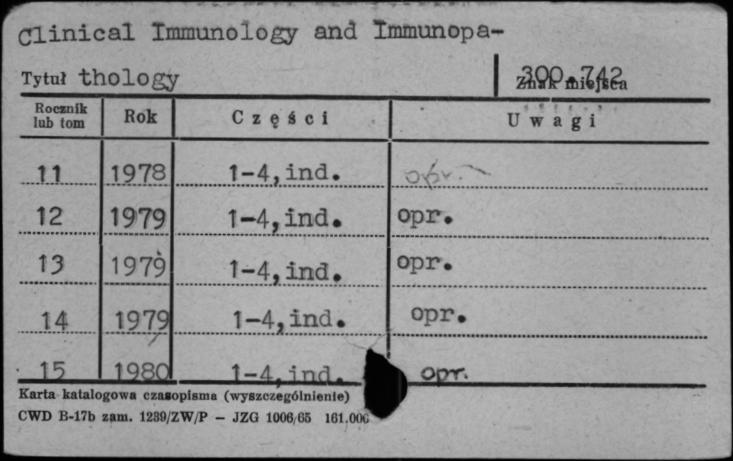 Clinical Immunology and Immunopa-
Tytuł thology 300.742 Znak miejsca
Rocznik lub tom Rok Części Uwagi
11 1978 1-4,ind. opr.
12 1979 1-4,ind. opr.
13 1979 1-4,ind. opr.
14 1979 1-4,ind. opr.
15 1980 1-4,ind. opr.
Karta katalogowa czasopisma (wyszczególnienie)
CWD B-17b zam. 1239/ZW/P – JZG 1006/65 161.000